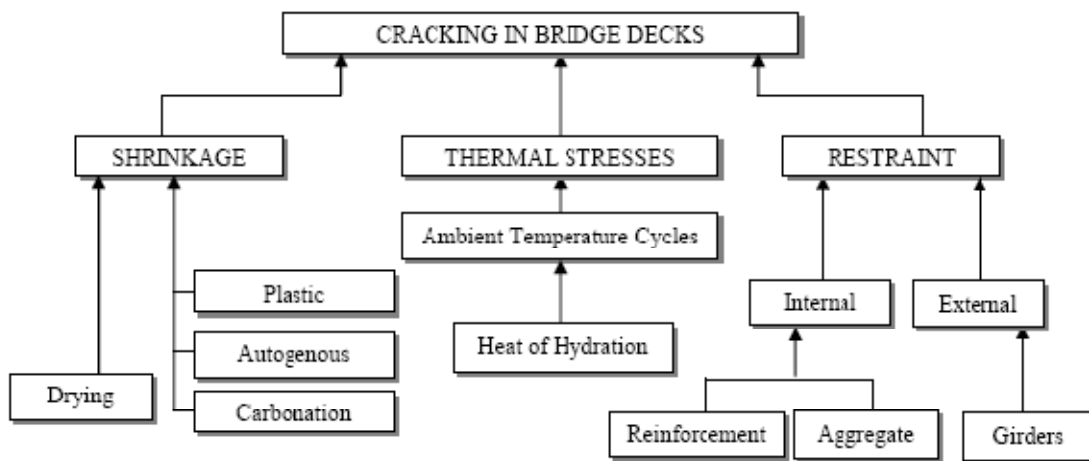 CRACKING IN BRIDGE DECKS
SHRINKAGE
THERMAL STRESSES
RESTRAINT
Ambient Temperature Cycles
Plastic
Internal
External
Autogenous
Heat of Hydration
Drying
Carbonation
Reinforcement
Aggregate
Girders